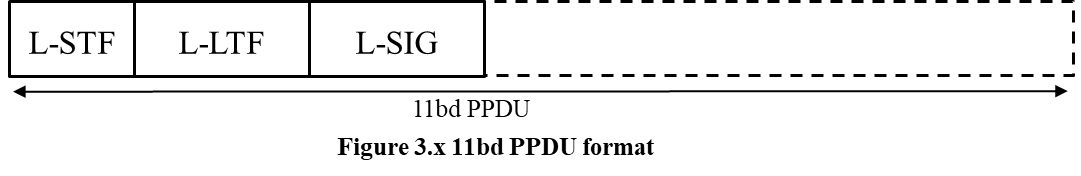 L-STF L-LTF L-SIG
11bd PPDU
Figure 3.x 11bd PPDU format